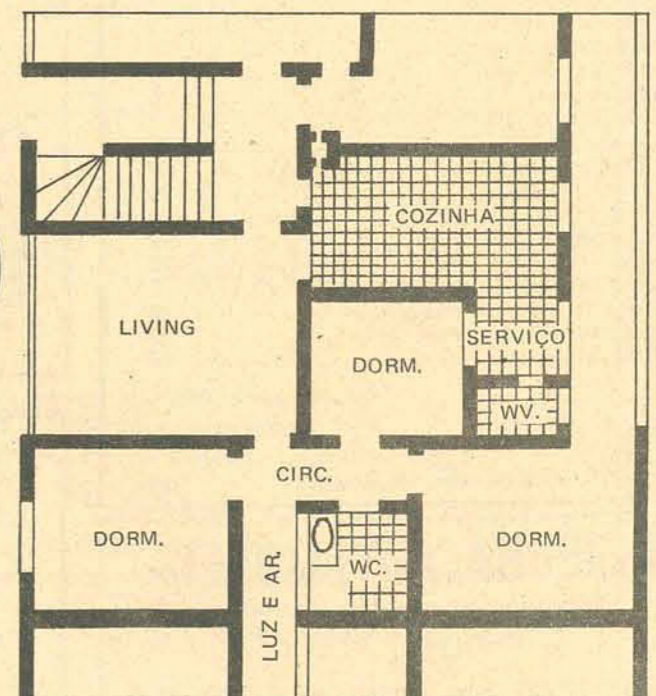 COZINHA
LIVING
SERVIÇO
DORM.
WV.
CIRC.
DORM.
DORM.
WC.
LUZ E AR.